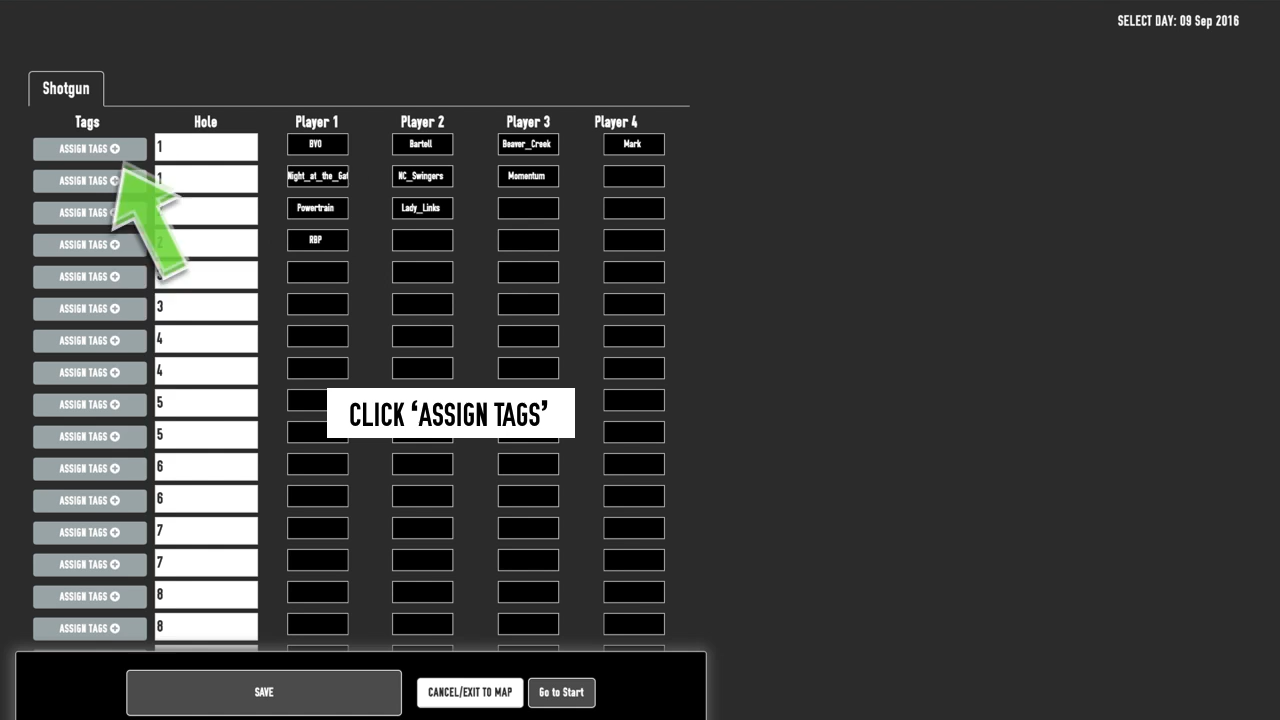 SELECT DAY: 09 Sep 2016
Shotgun
Tags Hole Player 1 Player 2 Player 3 Player 4
ASSIGN TAGS 1 BVO Bartell Beaver_Creek Mark
ASSIGN TAGS 1 Night_at_the_Gat NC_Swingers Momentum
ASSIGN TAGS Powertrain Lady_Links
ASSIGN TAGS 2 RBP
ASSIGN TAGS
ASSIGN TAGS 3
ASSIGN TAGS 4
ASSIGN TAGS 4
ASSIGN TAGS 5
CLICK ‘ASSIGN TAGS’
ASSIGN TAGS 5
ASSIGN TAGS 6
ASSIGN TAGS 6
ASSIGN TAGS 7
ASSIGN TAGS 7
ASSIGN TAGS 8
ASSIGN TAGS 8
SAVE CANCEL/EXIT TO MAP Go to Start